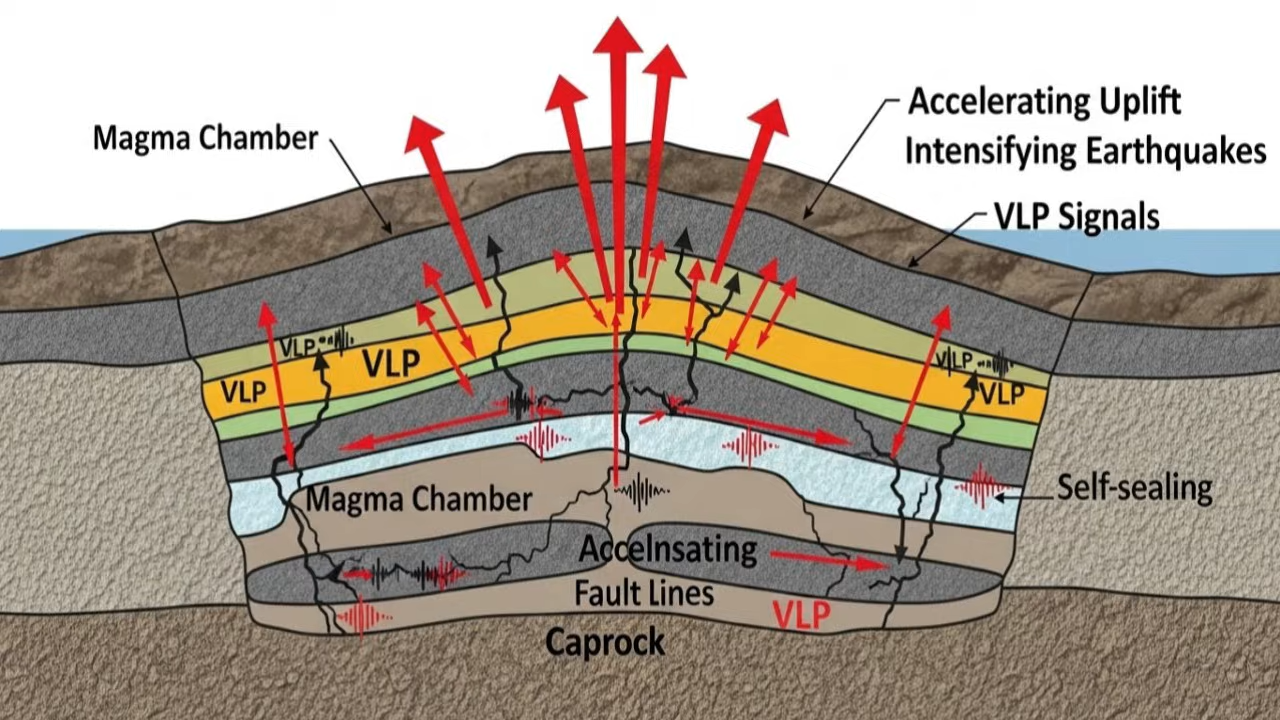 Accelerating Uplift
Intensifying Earthquakes
Magma Chamber
VLP Signals
VLP
VLP
VLP
VLP
VLP
Magma Chamber
Self-sealing
Accelnsating
Fault Lines
VLP
Caprock